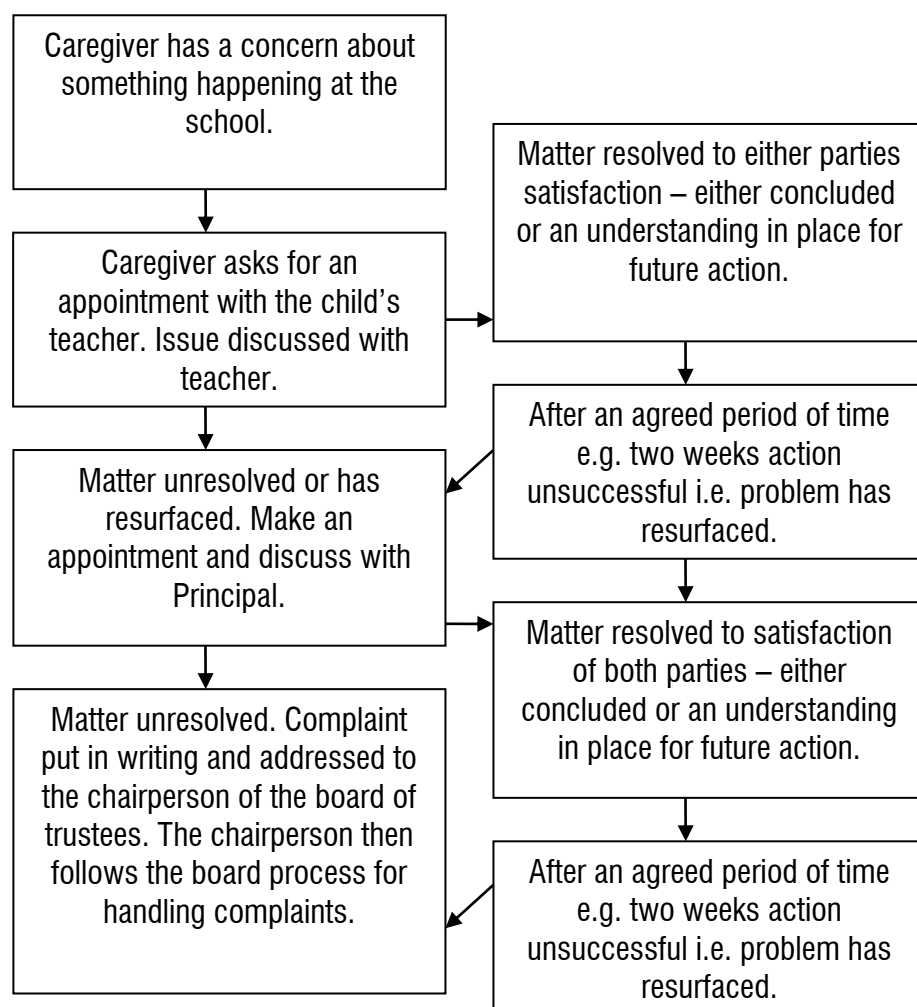 Caregiver has a concern about
something happening at the
school.
Matter resolved to either parties
satisfaction – either concluded
or an understanding in place for
future action.
Caregiver asks for an
appointment with the child’s
teacher. Issue discussed with
teacher.
After an agreed period of time
e.g. two weeks action
unsuccessful i.e. problem has
resurfaced.
Matter unresolved or has
resurfaced. Make an
appointment and discuss with
Principal.
Matter resolved to satisfaction
of both parties – either
concluded or an understanding
in place for future action.
Matter unresolved. Complaint
put in writing and addressed to
the chairperson of the board of
trustees. The chairperson then
follows the board process for
handling complaints.
After an agreed period of time
e.g. two weeks action
unsuccessful i.e. problem has
resurfaced.